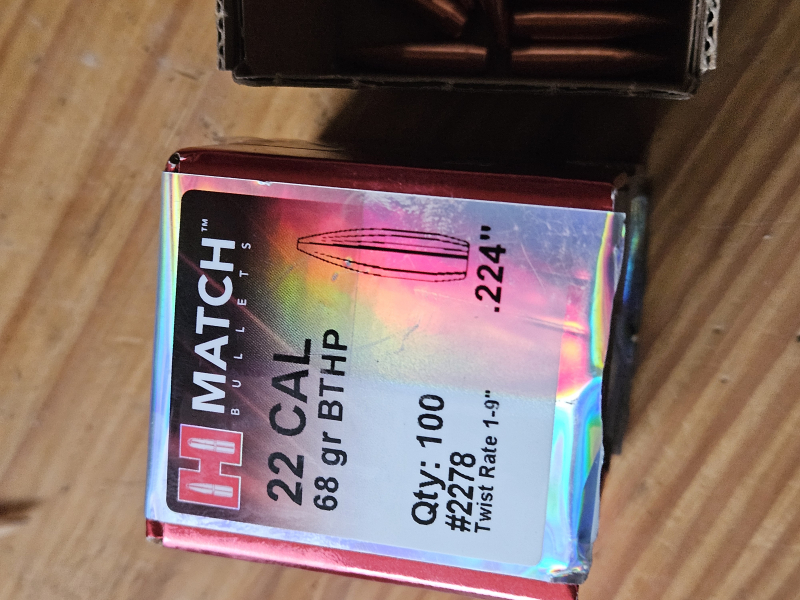 H MATCH™
BULLETS
22 CAL
68 gr BTHP
.224"
Qty: 100
#2278
Twist Rate 1-9"